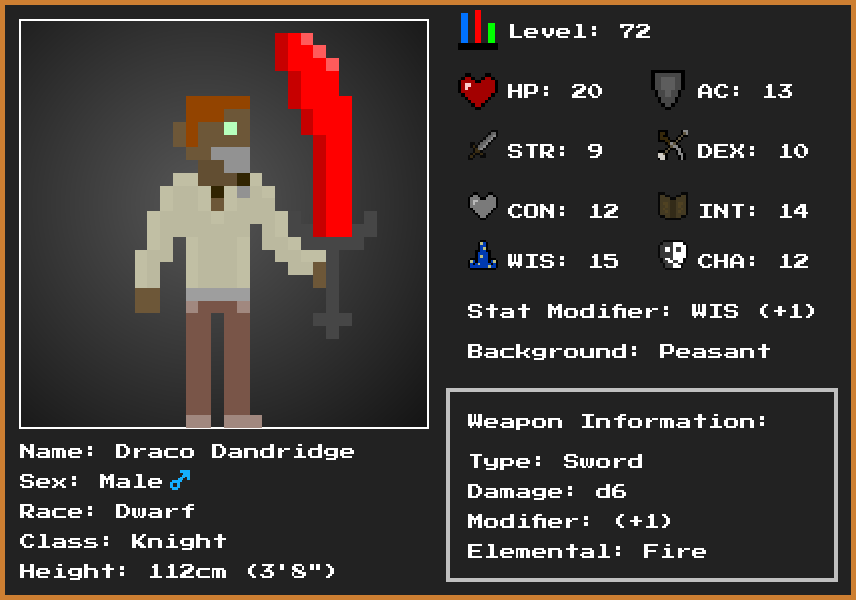 Level: 72
HP: 20
AC: 13
STR: 9
DEX: 10
CON: 12
INT: 14
WIS: 15
CHA: 12
Stat Modifier: WIS (+1)
Background: Peasant
Weapon Information:
Type: Sword
Damage: d6
Modifier: (+1)
Elemental: Fire
Name: Draco Dandridge
Sex: Male ♂
Race: Dwarf
Class: Knight
Height: 112cm (3'8")